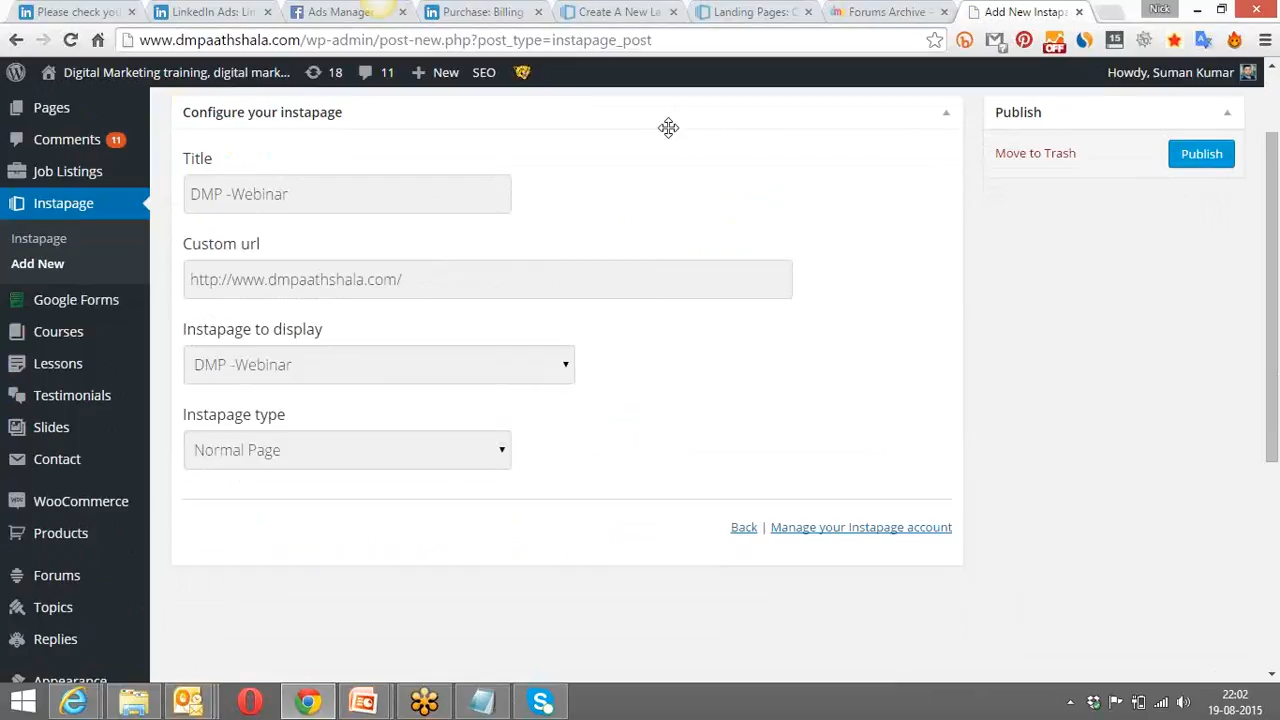 Please check you
LinkedIn Ads: Lin
Ads Manager
Purchase: Billing
Create A New La
Landing Pages: C
Forums Archive -
Add New Instap
Nick
www.dmpaathshala.com/wp-admin/post-new.php?post_type=instapage_post
OFF
15
Digital Marketing training, digital mark...
18
11
New
SEO
Howdy, Suman Kumar
Pages
Comments 11
Job Listings
Instapage
Instapage
Add New
Google Forms
Courses
Lessons
Testimonials
Slides
Contact
WooCommerce
Products
Forums
Topics
Replies
Appearance
Configure your instapage
Title
DMP -Webinar
Custom url
http://www.dmpaathshala.com/
Instapage to display
DMP -Webinar
Instapage type
Normal Page
Back | Manage your Instapage account
Publish
Move to Trash
Publish
22:02
19-08-2015